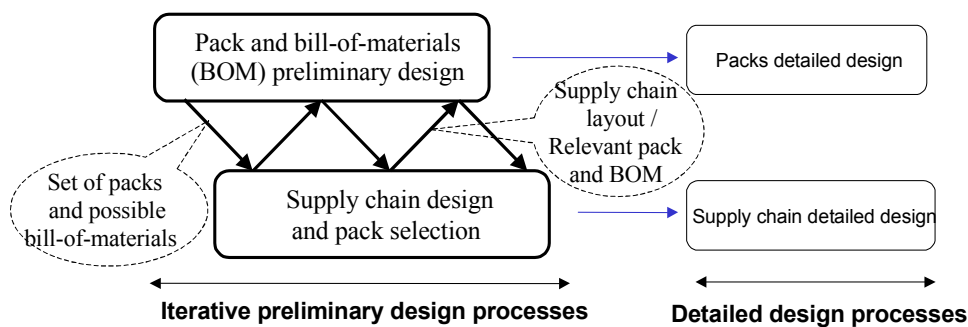 Pack and bill-of-materials
(BOM) preliminary design
Packs detailed design
Supply chain
layout /
Relevant pack
and BOM
Set of packs
and possible
bill-of-materials
Supply chain design
and pack selection
Supply chain detailed design
Iterative preliminary design processes
Detailed design processes